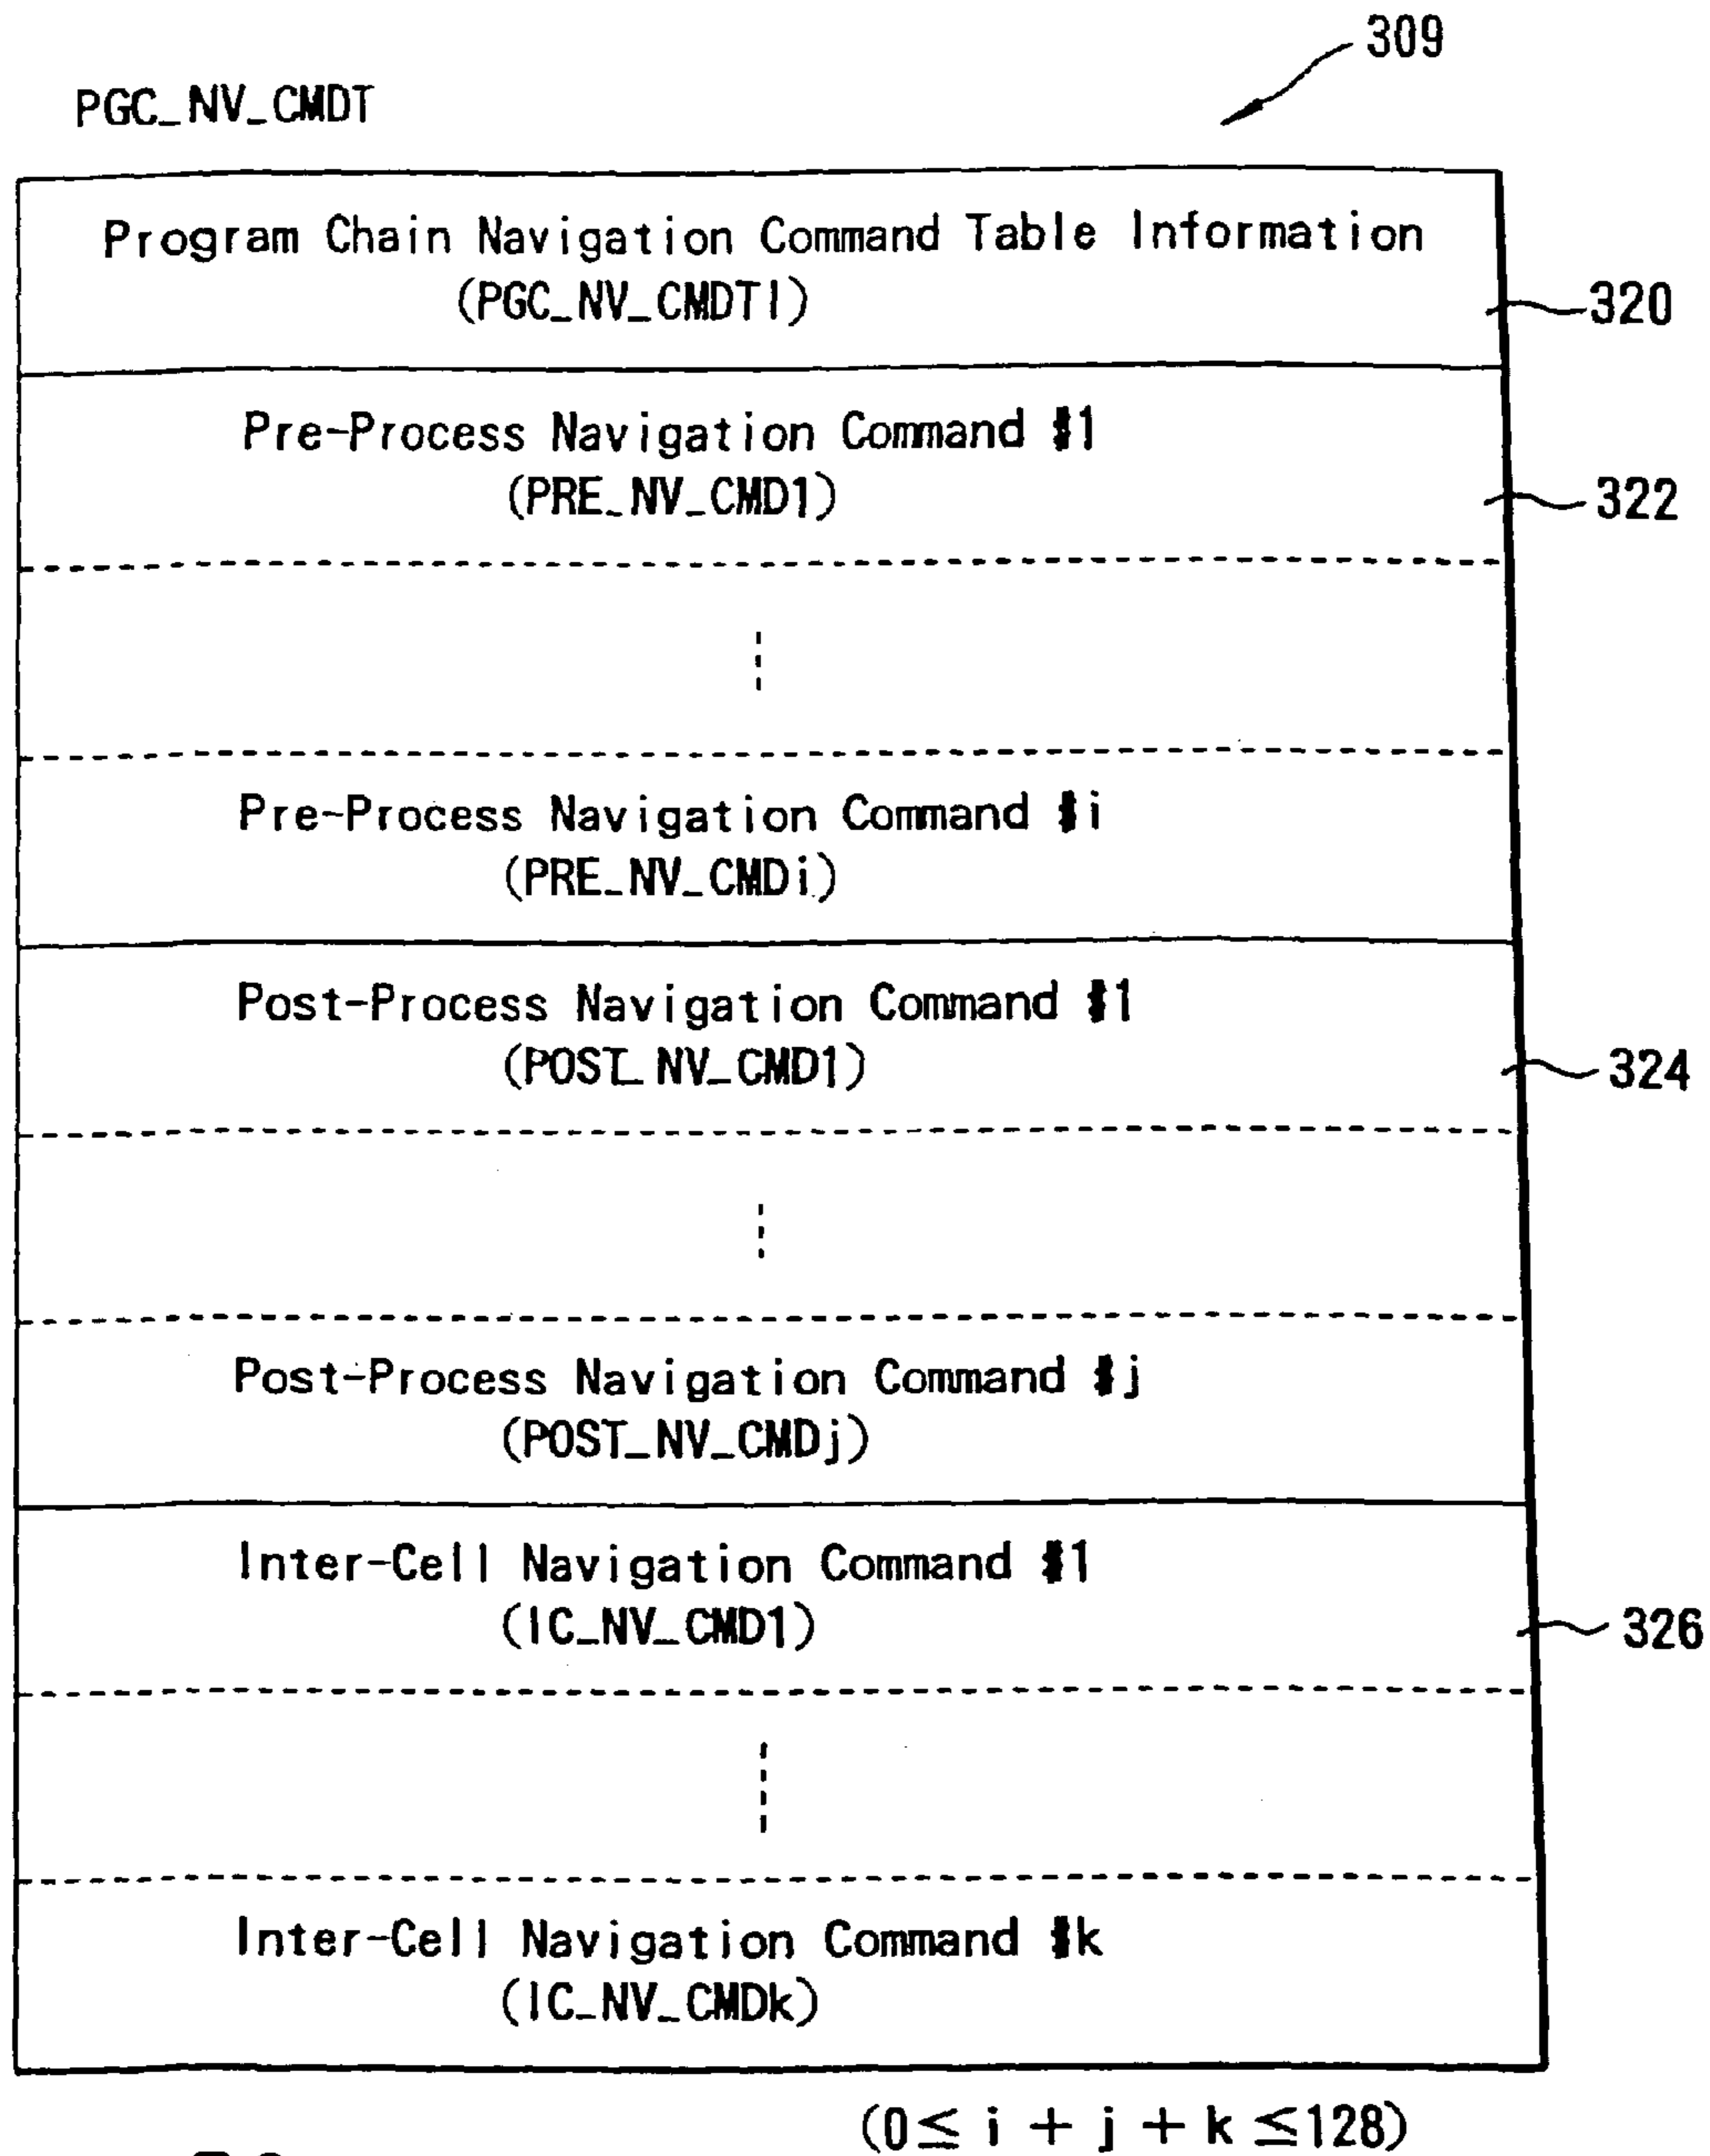 309
PGC_NV_CMDT
Program Chain Navigation Command Table Information
(PGC_NV_CMDTI)
320
Pre-Process Navigation Command #1
(PRE_NV_CMD1)
322
Pre-Process Navigation Command #i
(PRE_NV_CMDi)
Post-Process Navigation Command #1
(POST_NV_CMD1)
324
Post-Process Navigation Command #j
(POST_NV_CMDj)
Inter-Cell Navigation Command #1
(IC_NV_CMD1)
326
Inter-Cell Navigation Command #k
(IC_NV_CMDk)
(0≤ i + j + k ≤128)